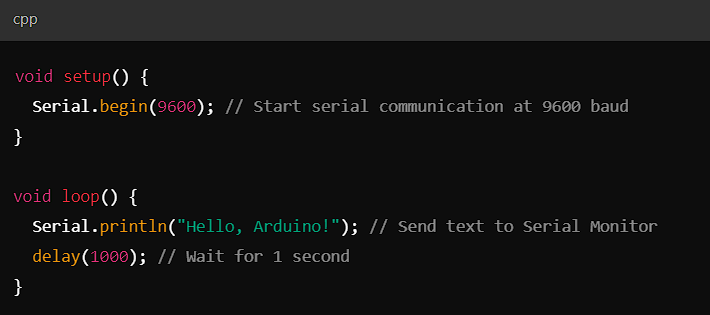 cpp
void setup() {
  Serial.begin(9600); // Start serial communication at 9600 baud
}
void loop() {
  Serial.println("Hello, Arduino!"); // Send text to Serial Monitor
  delay(1000); // Wait for 1 second
}